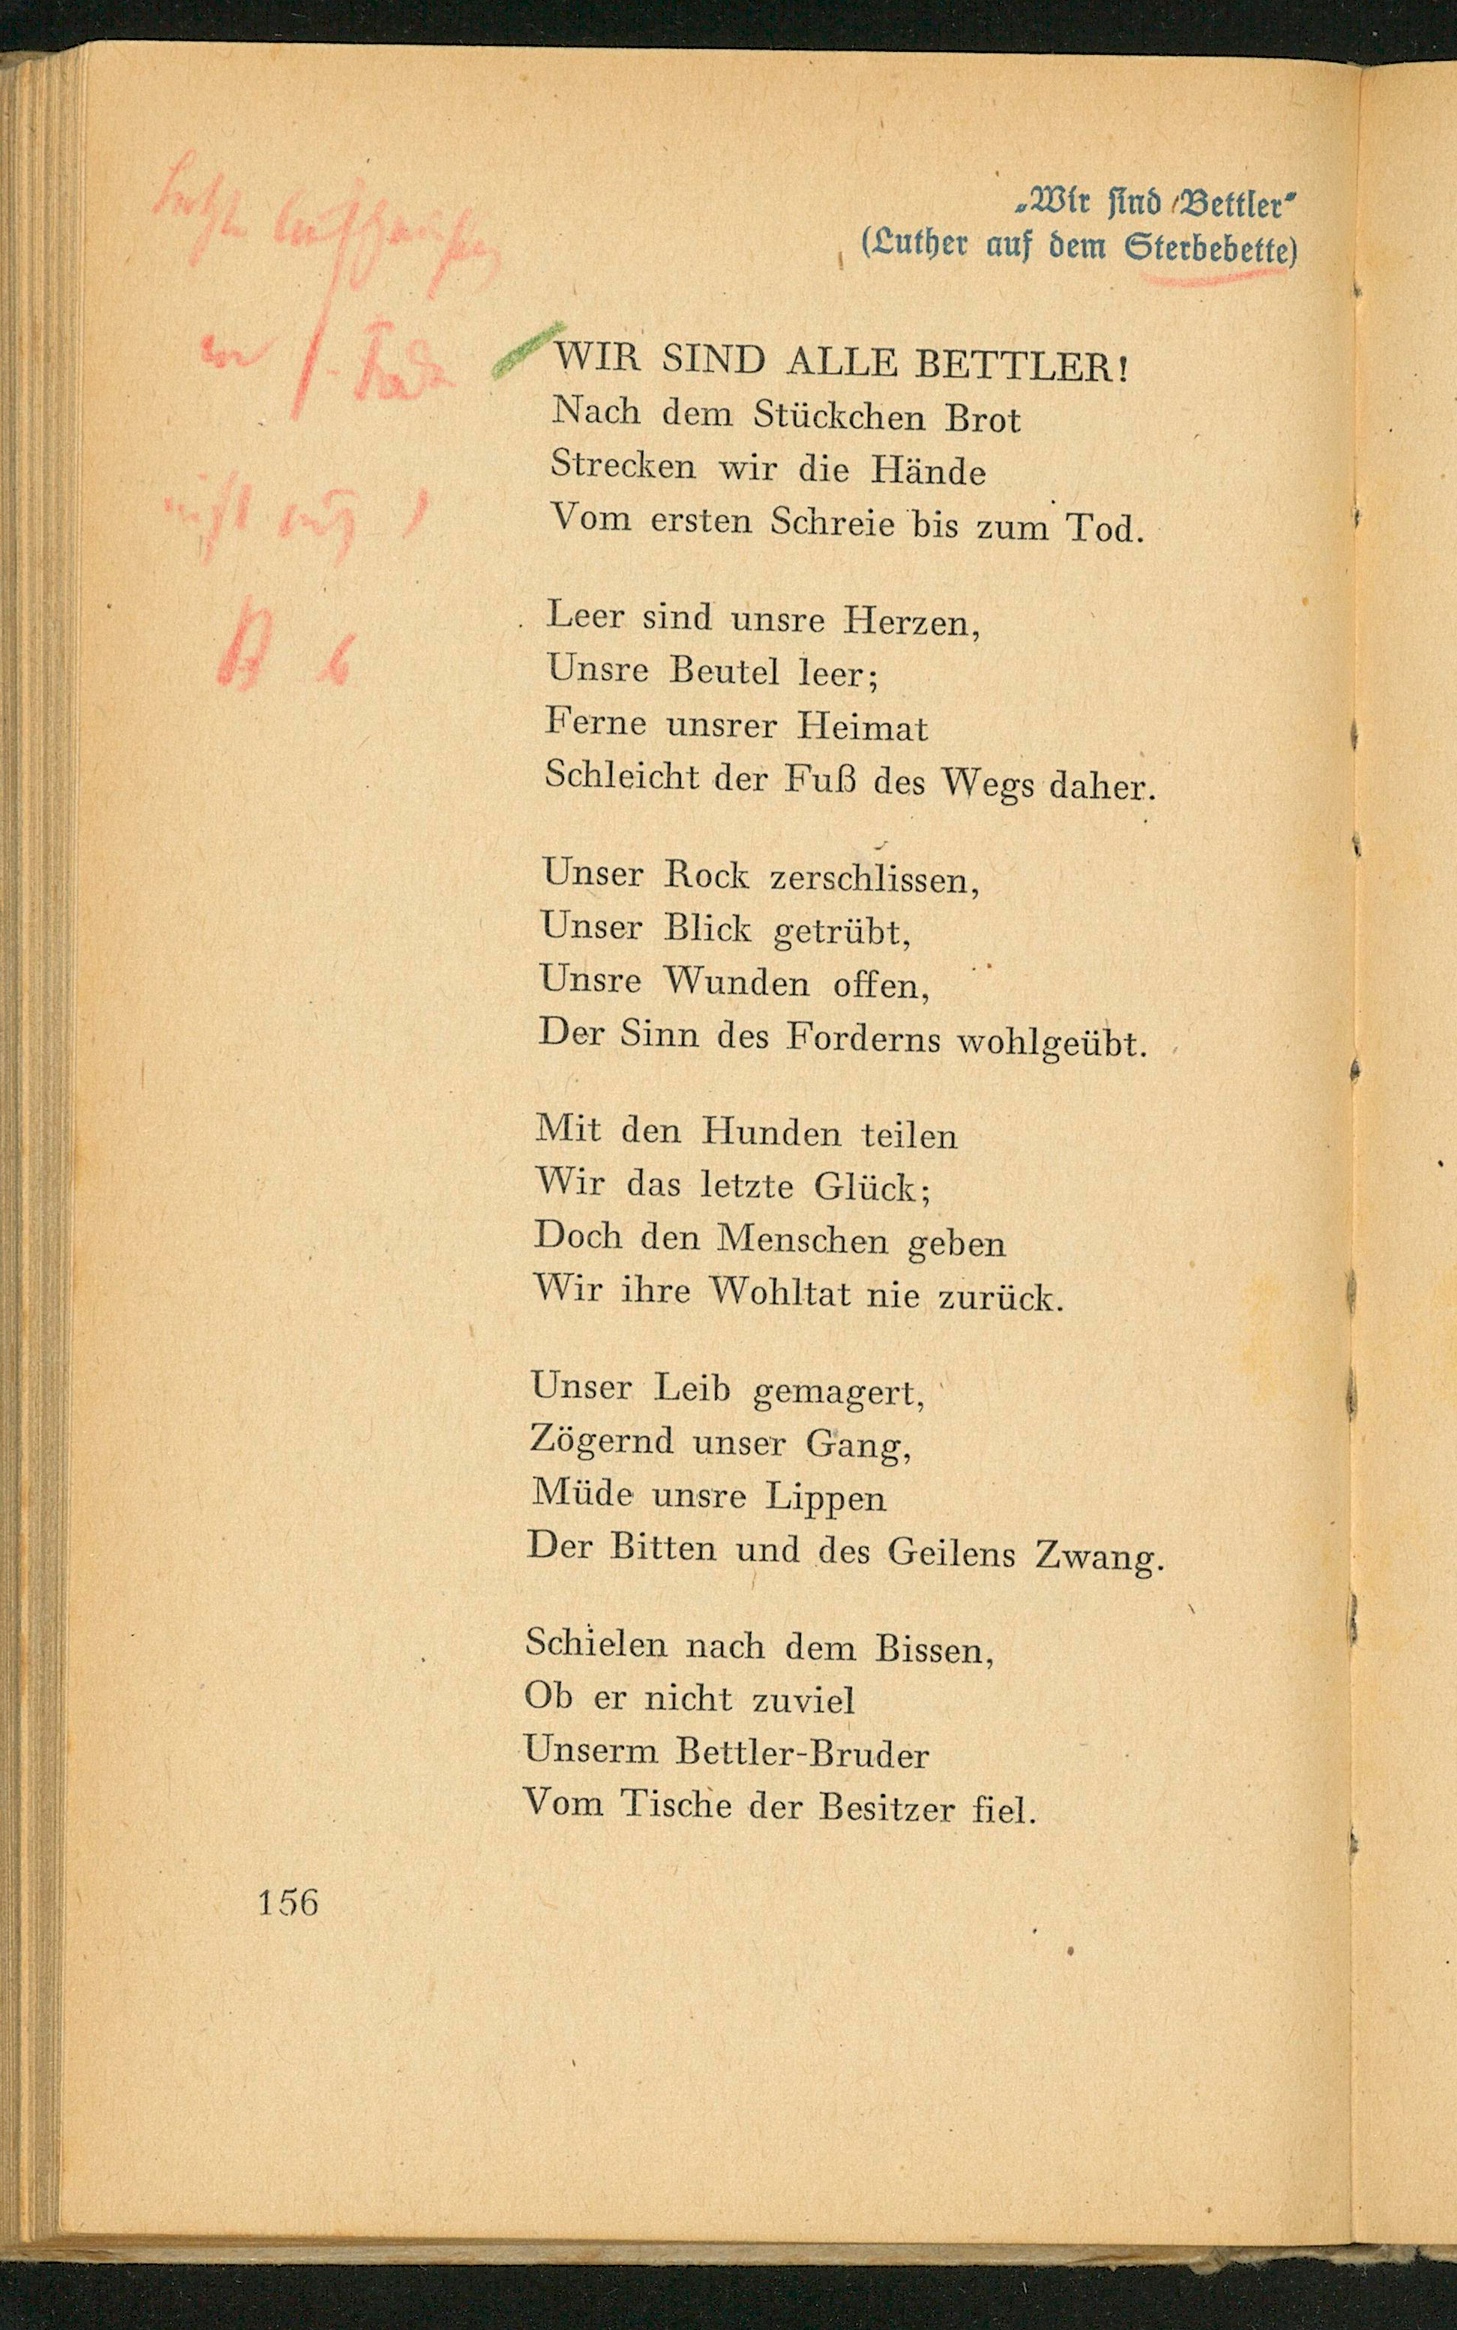 „Wir sind Bettler“
(Luther auf dem Sterbebette)
WIR SIND ALLE BETTLER!
Nach dem Stückchen Brot
Strecken wir die Hände
Vom ersten Schreie bis zum Tod.
Leer sind unsre Herzen,
Unsre Beutel leer;
Ferne unsrer Heimat
Schleicht der Fuß des Wegs daher.
Unser Rock zerschlissen,
Unser Blick getrübt,
Unsre Wunden offen,
Der Sinn des Forderns wohlgeübt.
Mit den Hunden teilen
Wir das letzte Glück;
Doch den Menschen geben
Wir ihre Wohltat nie zurück.
Unser Leib gemagert,
Zögernd unser Gang,
Müde unsre Lippen
Der Bitten und des Geilens Zwang.
Schielen nach dem Bissen,
Ob er nicht zuviel
Unserm Bettler-Bruder
Vom Tische der Besitzer fiel.
156